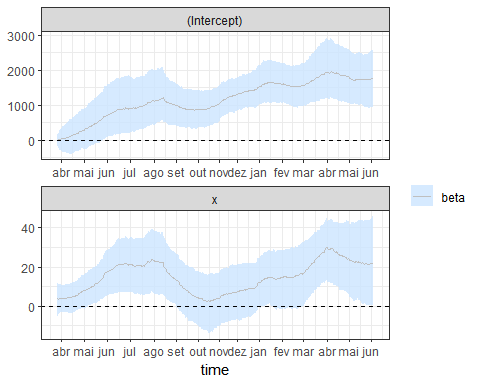 (Intercept)
3000
2000
1000
0
abr mai jun jul ago set out nov dez jan fev mar abr mai jun
x
40
20
0
abr mai jun jul ago set out nov dez jan fev mar abr mai jun
time
beta